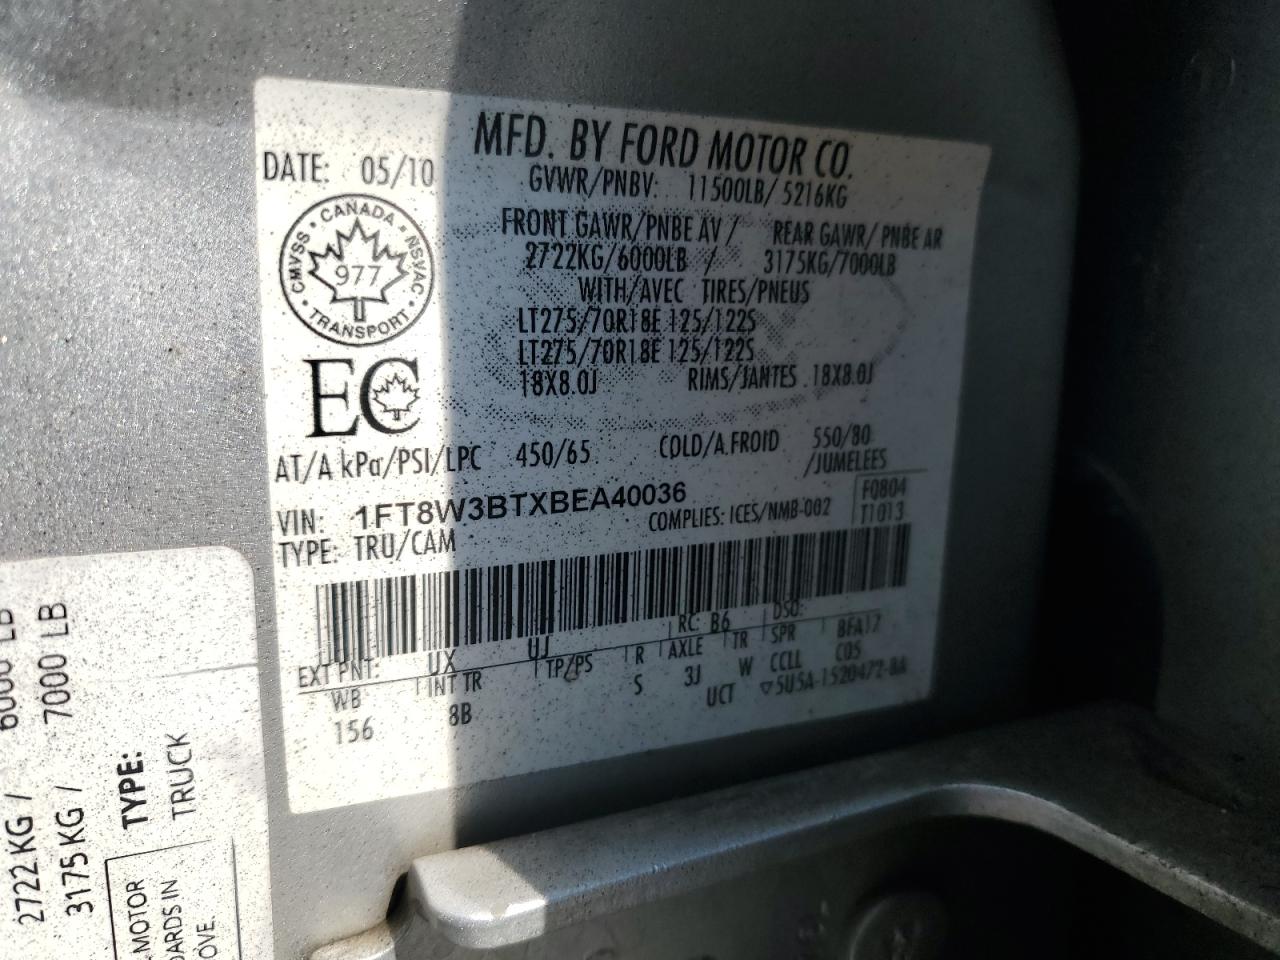 MFD. BY FORD MOTOR CO.
DATE: 05/10
GVWR/PNBV: 11500LB/ 5216KG
FRONT GAWR/PNBE AV / REAR GAWR/PNBE AR
2722KG/6000LB / 3175KG/7000LB
WITH/AVEC TIRES/PNEUS
LT275/70R18E 125/122S
LT275/70R18E 125/122S
18X8.0J RIMS/JANTES 18X8.0J
CANADA
CMVSS
NSVAC
977
TRANSPORT
EC
AT/A kPa/PSI/LPC 450/65 COLD/A FROID 550/80
/JUMELEES
VIN: 1FT8W3BTXBEA40036
COMPLIES: ICES/NMB-002
F0804
T1013
TYPE: TRU/CAM
EXT PNT: UX UJ RC: B6 DSO:
WB INT TR TP/PS R AXLE TR SPR BFA17
156 8B S 3J W CCLL C05
UCT ▽5U5A-1520472-BA
6000 LB
2722 KG /
7000 LB
3175 KG /
TYPE:
TRUCK
MOTOR